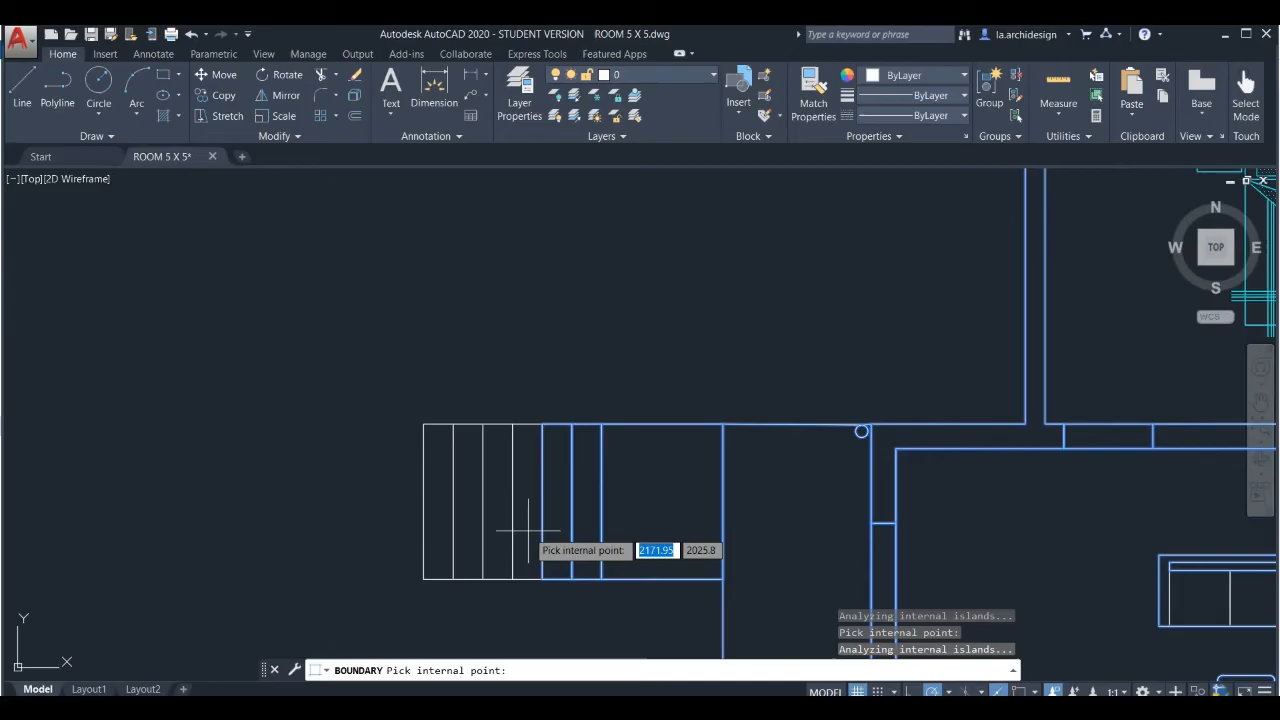 Autodesk AutoCAD 2020 - STUDENT VERSION ROOM 5 X 5.dwg
Type a keyword or phrase
la.archidesign
Home Insert Annotate Parametric View Manage Output Add-ins Collaborate Express Tools Featured Apps
Line Polyline Circle Arc
Move Rotate
Copy Mirror
Stretch Scale
Text Dimension
Layer Properties
0
Insert
Match Properties
ByLayer
ByLayer
ByLayer
Group
Measure
Paste
Base
Select Mode
Draw Modify Annotation Layers Block Properties Groups Utilities Clipboard View Touch
Start ROOM 5 X 5*
[−][Top][2D Wireframe]
N
W TOP E
S
WCS
Pick internal point: 2171.95 2025.8
Analyzing internal islands...
Pick internal point:
Analyzing internal islands...
Y
X
BOUNDARY Pick internal point:
Model Layout1 Layout2
MODEL 1:1